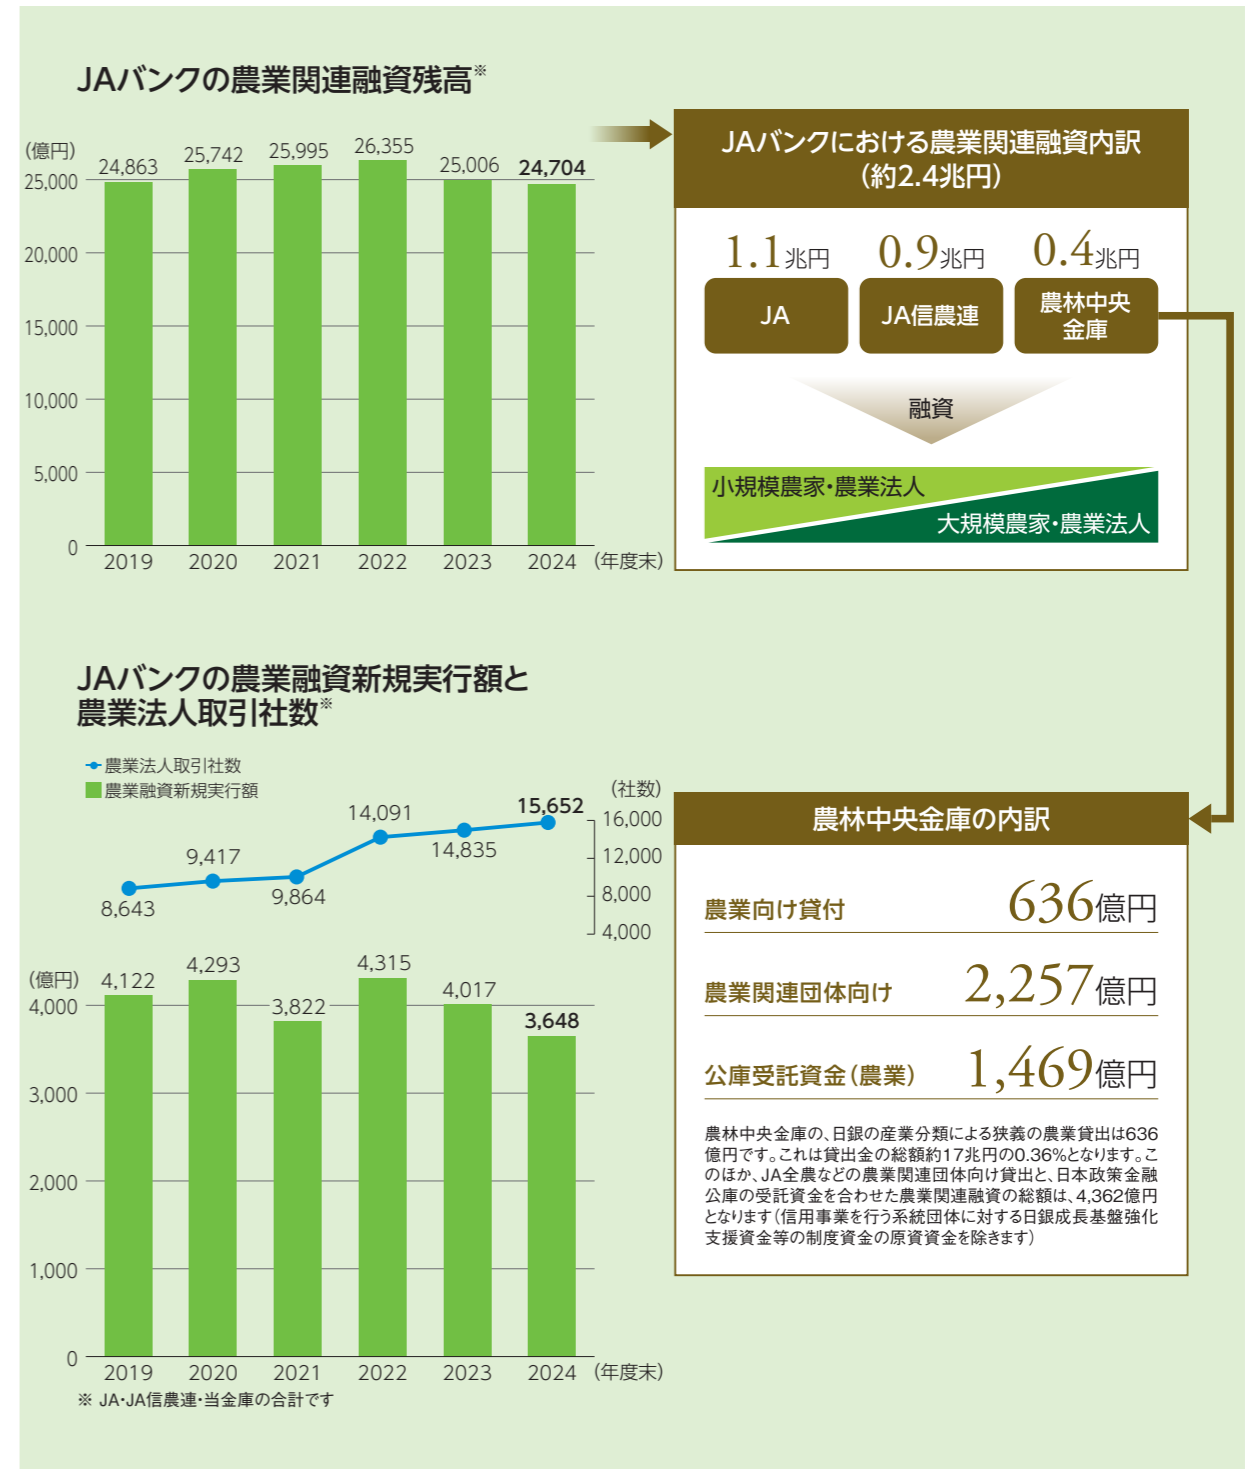 JAバンクの農業関連融資残高※
(億円)
24,863 25,742 25,995 26,355 25,006 24,704
25,000
20,000
15,000
10,000
5,000
0
2019 2020 2021 2022 2023 2024 (年度末)
JAバンクにおける農業関連融資内訳
(約2.4兆円)
1.1兆円 0.9兆円 0.4兆円
JA JA信農連 農林中央
金庫
融資
小規模農家・農業法人
大規模農家・農業法人
JAバンクの農業融資新規実行額と
農業法人取引社数※
農業法人取引社数
農業融資新規実行額
(社数)
8,643 9,417 9,864 14,091 14,835 15,652
16,000
12,000
8,000
4,000
(億円)
4,122 4,293 3,822 4,315 4,017 3,648
4,000
3,000
2,000
1,000
0
2019 2020 2021 2022 2023 2024 (年度末)
※ JA・JA信農連・当金庫の合計です
農林中央金庫の内訳
農業向け貸付 636億円
農業関連団体向け 2,257億円
公庫受託資金(農業) 1,469億円
農林中央金庫の、日銀の産業分類による狭義の農業貸出は636
億円です。これは貸出金の総額約17兆円の0.36%となります。こ
のほか、JA全農などの農業関連団体向け貸出と、日本政策金融
公庫の受託資金を合わせた農業関連融資の総額は、4,362億円
となります(信用事業を行う系統団体に対する日銀成長基盤強化
支援資金等の制度資金の原資資金を除きます)